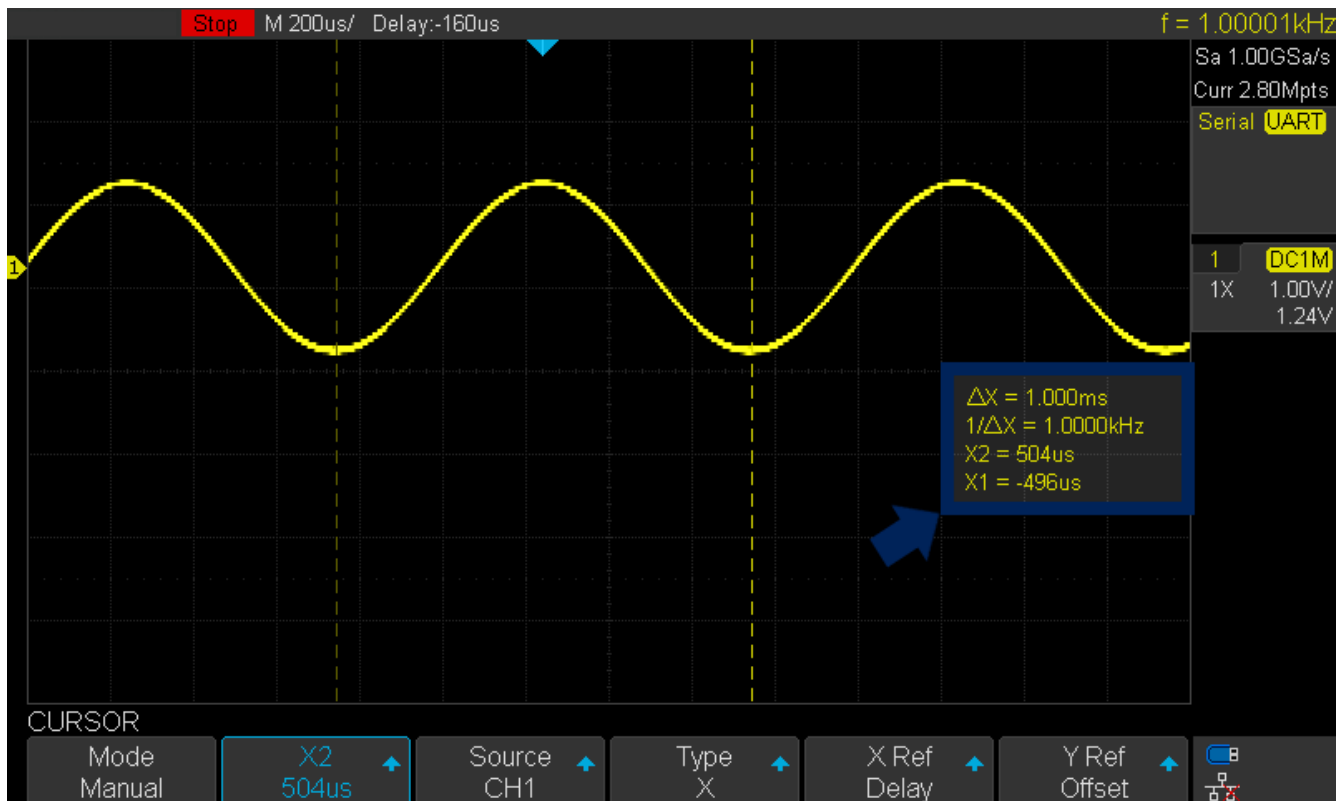 Stop M 200us/ Delay:-160us f = 1.00001kHz
Sa 1.00GSa/s
Curr 2.80Mpts
Serial UART
1
1 DC1M
1X 1.00V/
1.24V
△X = 1.000ms
1/△X = 1.0000kHz
X2 = 504us
X1 = -496us
CURSOR
Mode X2 Source Type X Ref Y Ref
Manual 504us CH1 X Delay Offset